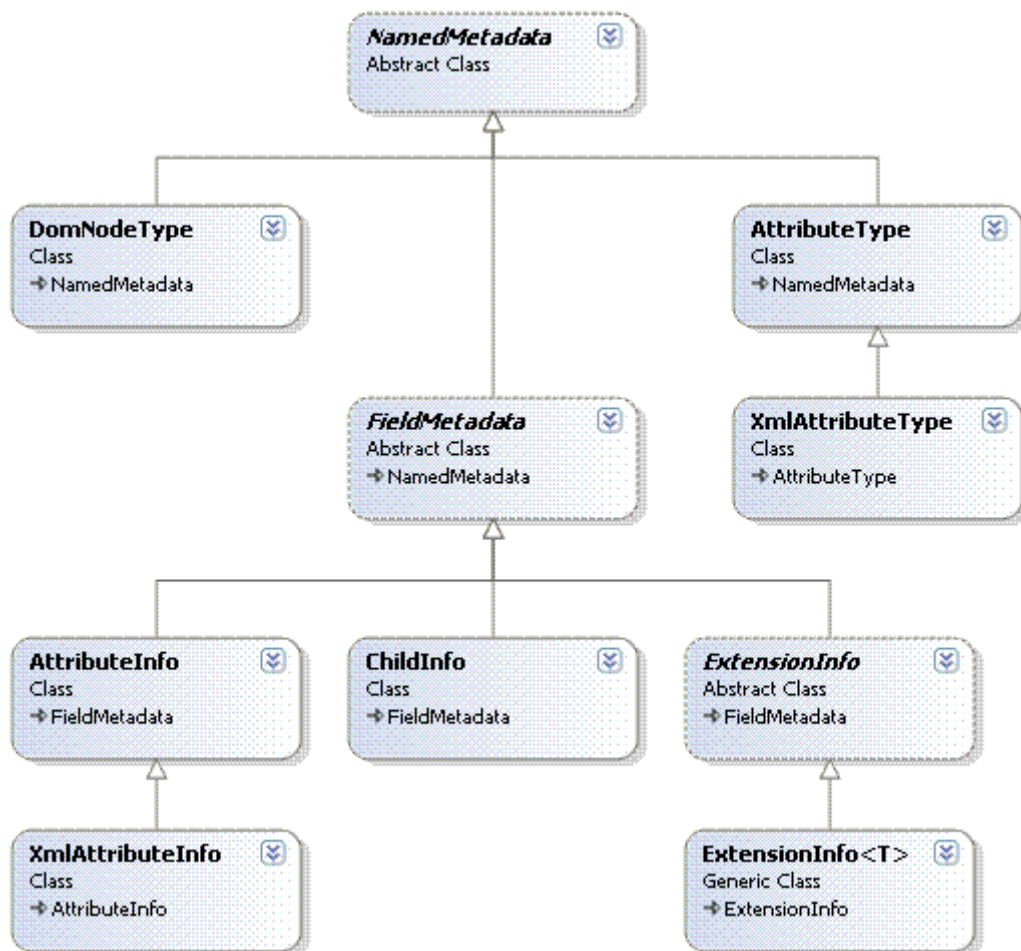 NamedMetadata
Abstract Class
DomNodeType
Class
NamedMetadata
AttributeType
Class
NamedMetadata
FieldMetadata
Abstract Class
NamedMetadata
XmlAttributeType
Class
AttributeType
AttributeInfo
Class
FieldMetadata
ChildInfo
Class
FieldMetadata
ExtensionInfo
Abstract Class
FieldMetadata
XmlAttributeInfo
Class
AttributeInfo
ExtensionInfo<T>
Generic Class
ExtensionInfo